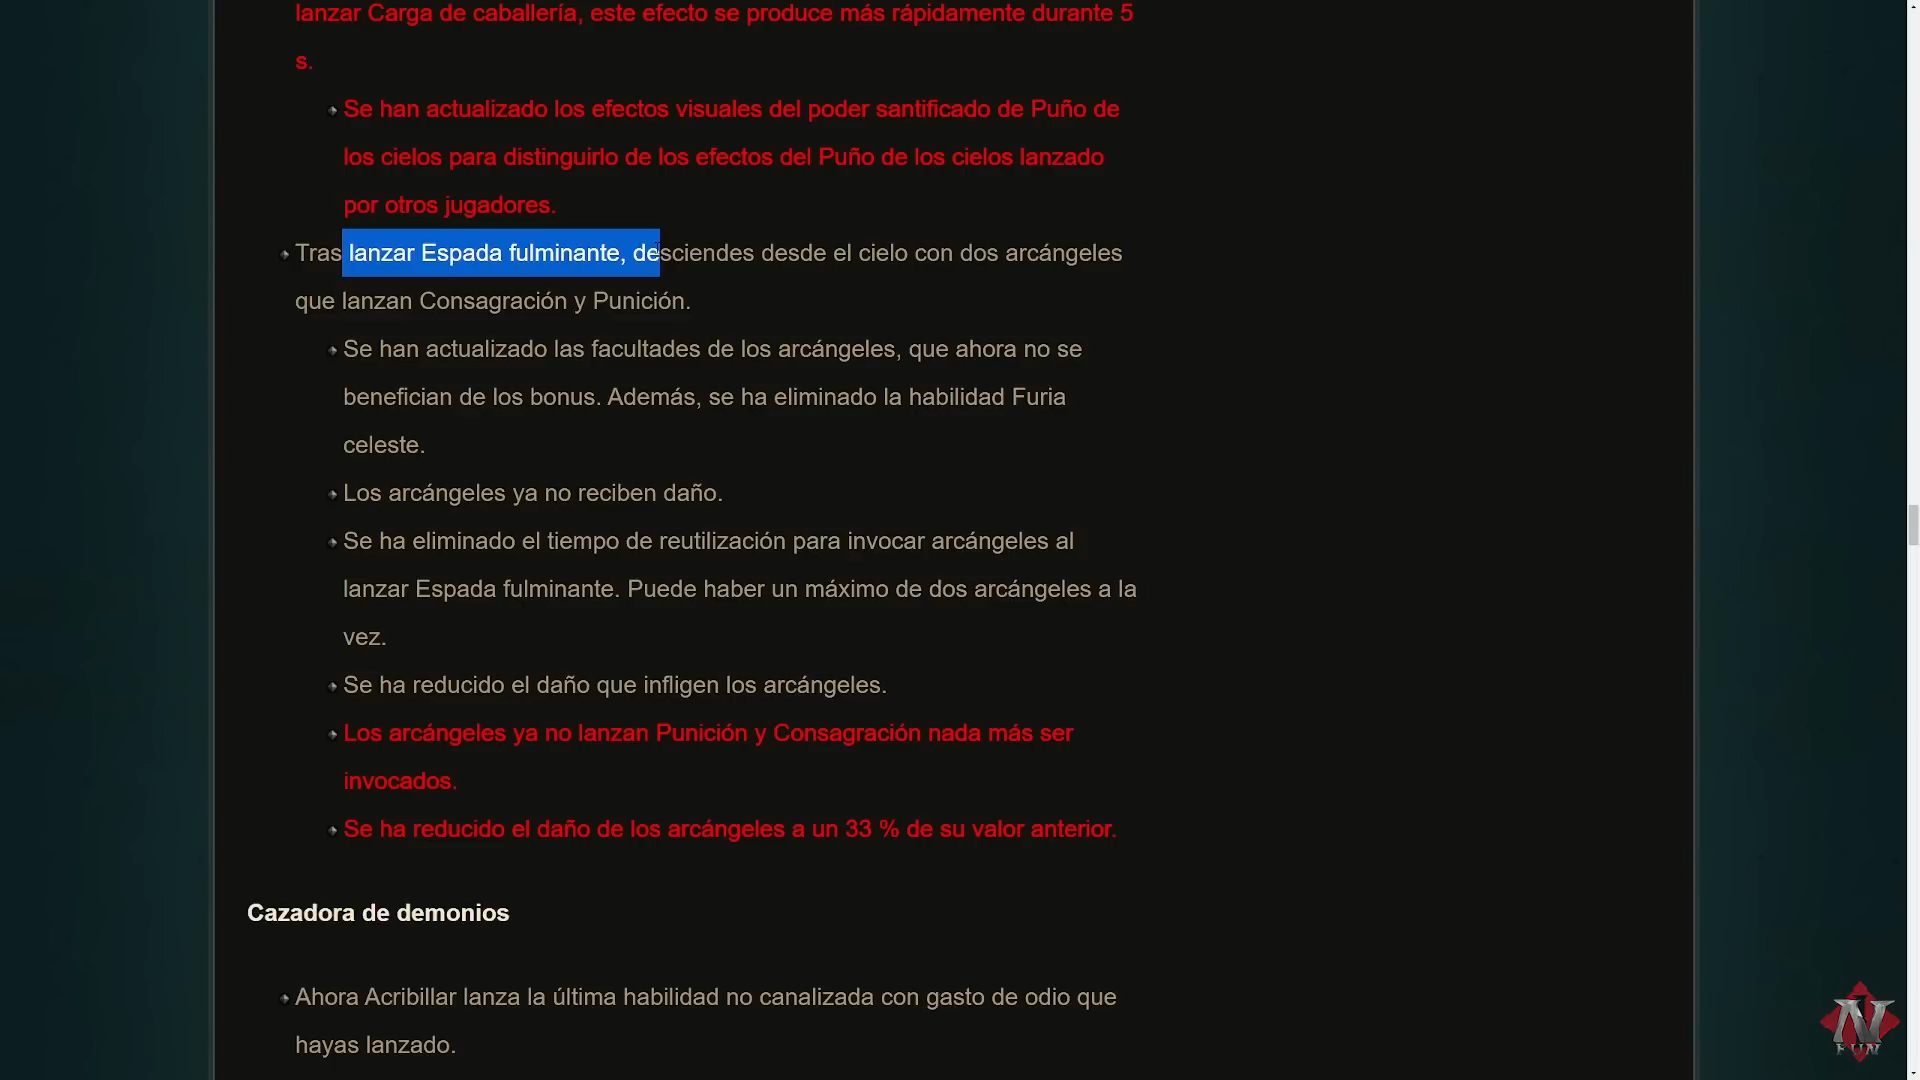 lanzar Carga de caballería, este efecto se produce más rápidamente durante 5
s.
Se han actualizado los efectos visuales del poder santificado de Puño de
los cielos para distinguirlo de los efectos del Puño de los cielos lanzado
por otros jugadores.
Tras lanzar Espada fulminante, desciendes desde el cielo con dos arcángeles
que lanzan Consagración y Punición.
Se han actualizado las facultades de los arcángeles, que ahora no se
benefician de los bonus. Además, se ha eliminado la habilidad Furia
celeste.
Los arcángeles ya no reciben daño.
Se ha eliminado el tiempo de reutilización para invocar arcángeles al
lanzar Espada fulminante. Puede haber un máximo de dos arcángeles a la
vez.
Se ha reducido el daño que infligen los arcángeles.
Los arcángeles ya no lanzan Punición y Consagración nada más ser
invocados.
Se ha reducido el daño de los arcángeles a un 33 % de su valor anterior.
Cazadora de demonios
Ahora Acribillar lanza la última habilidad no canalizada con gasto de odio que
hayas lanzado.
N
FUN